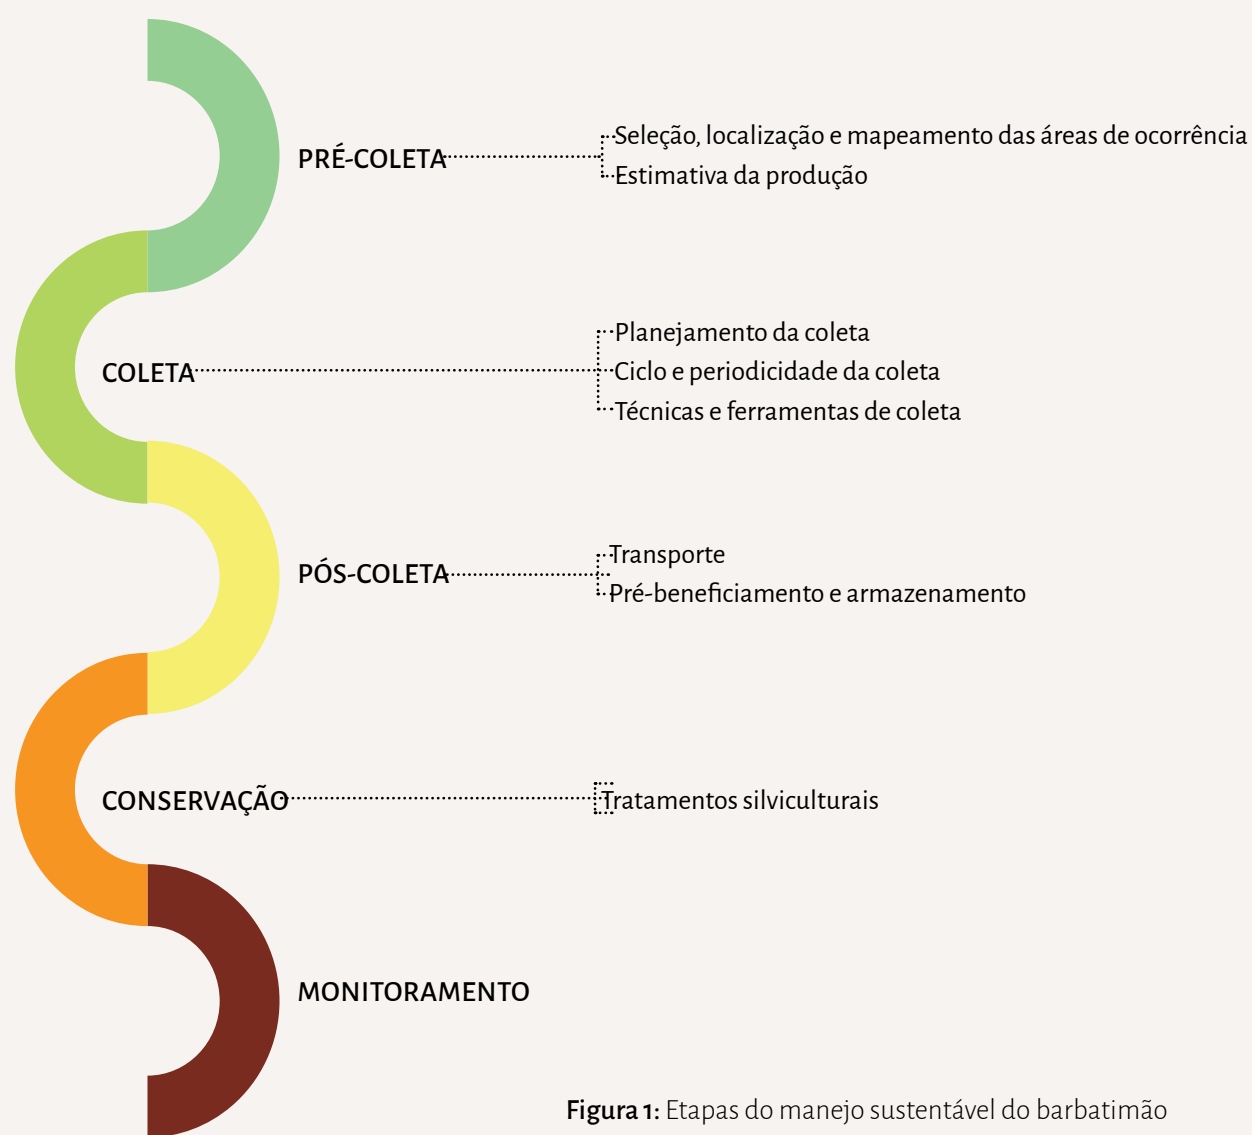 PRÉ-COLETA
Seleção, localização e mapeamento das áreas de ocorrência
Estimativa da produção
COLETA
Planejamento da coleta
Ciclo e periodicidade da coleta
Técnicas e ferramentas de coleta
PÓS-COLETA
Transporte
Pré-beneficiamento e armazenamento
CONSERVAÇÃO
Tratamentos silviculturais
MONITORAMENTO
Figura 1: Etapas do manejo sustentável do barbatimão